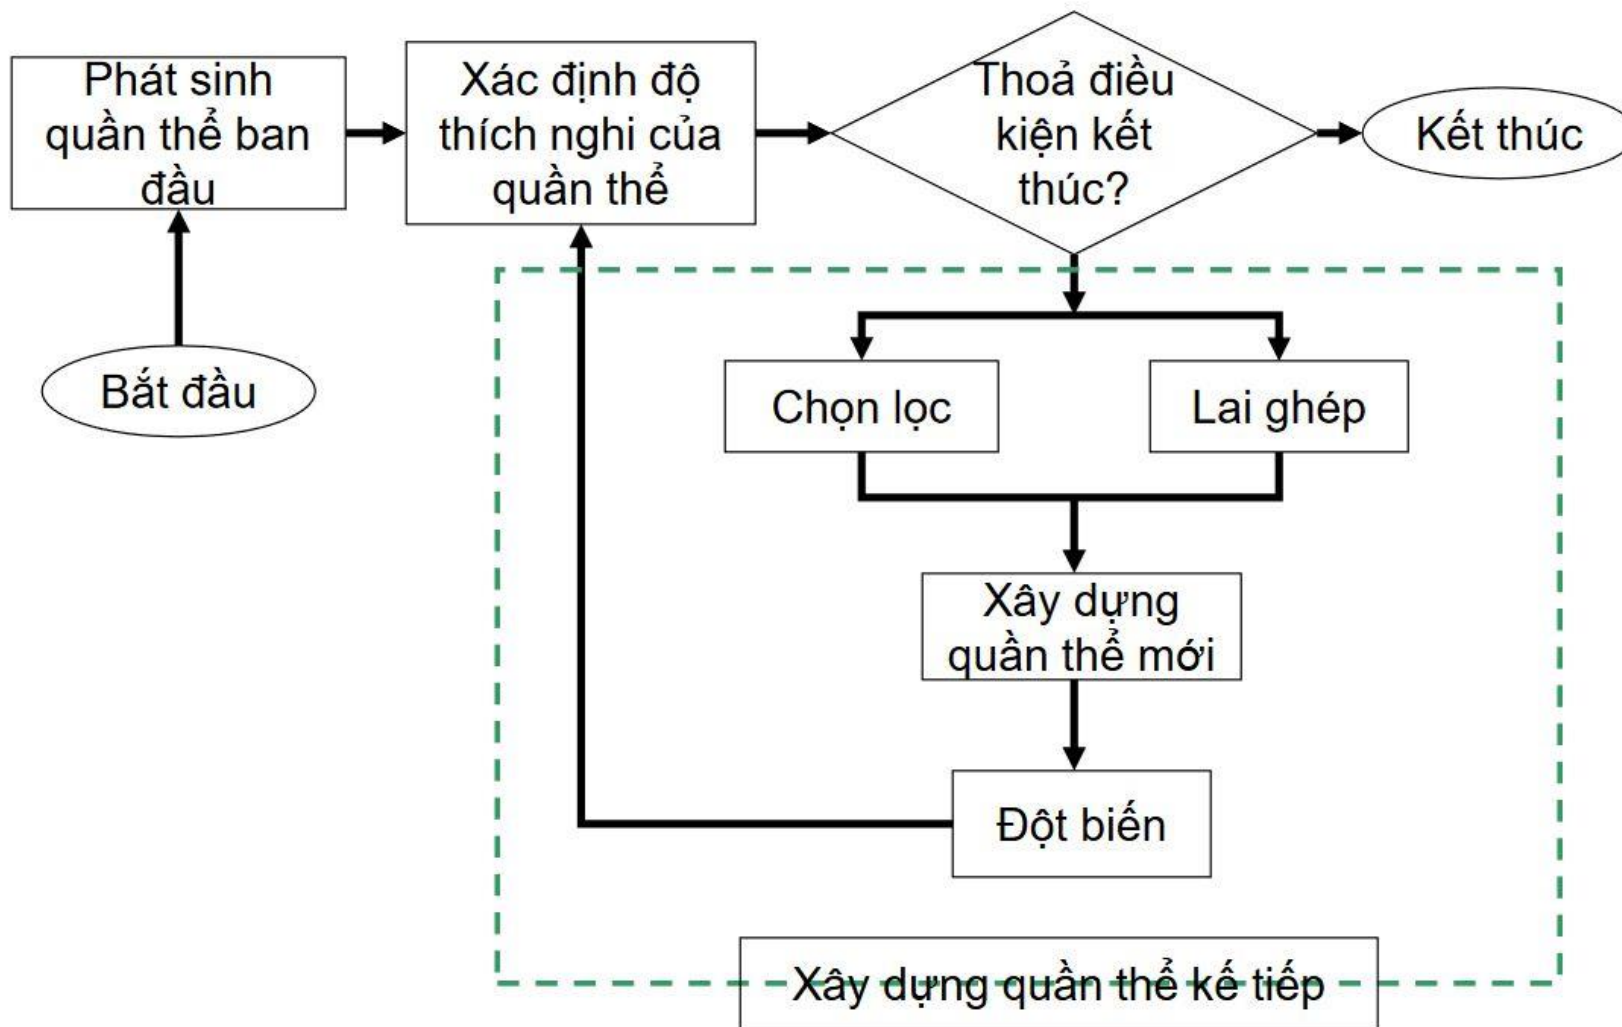 Phát sinh
quần thể ban
đầu
Xác định độ
thích nghi của
quần thể
Thoả điều
kiện kết
thúc?
Kết thúc
Bắt đầu
Chọn lọc
Lai ghép
Xây dựng
quần thể mới
Đột biến
Xây dựng quần thể kế tiếp